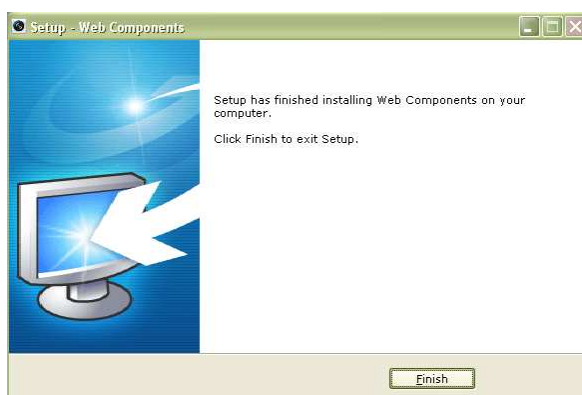 Setup - Web Components
Setup has finished installing Web Components on your
computer.
Click Finish to exit Setup.
Finish